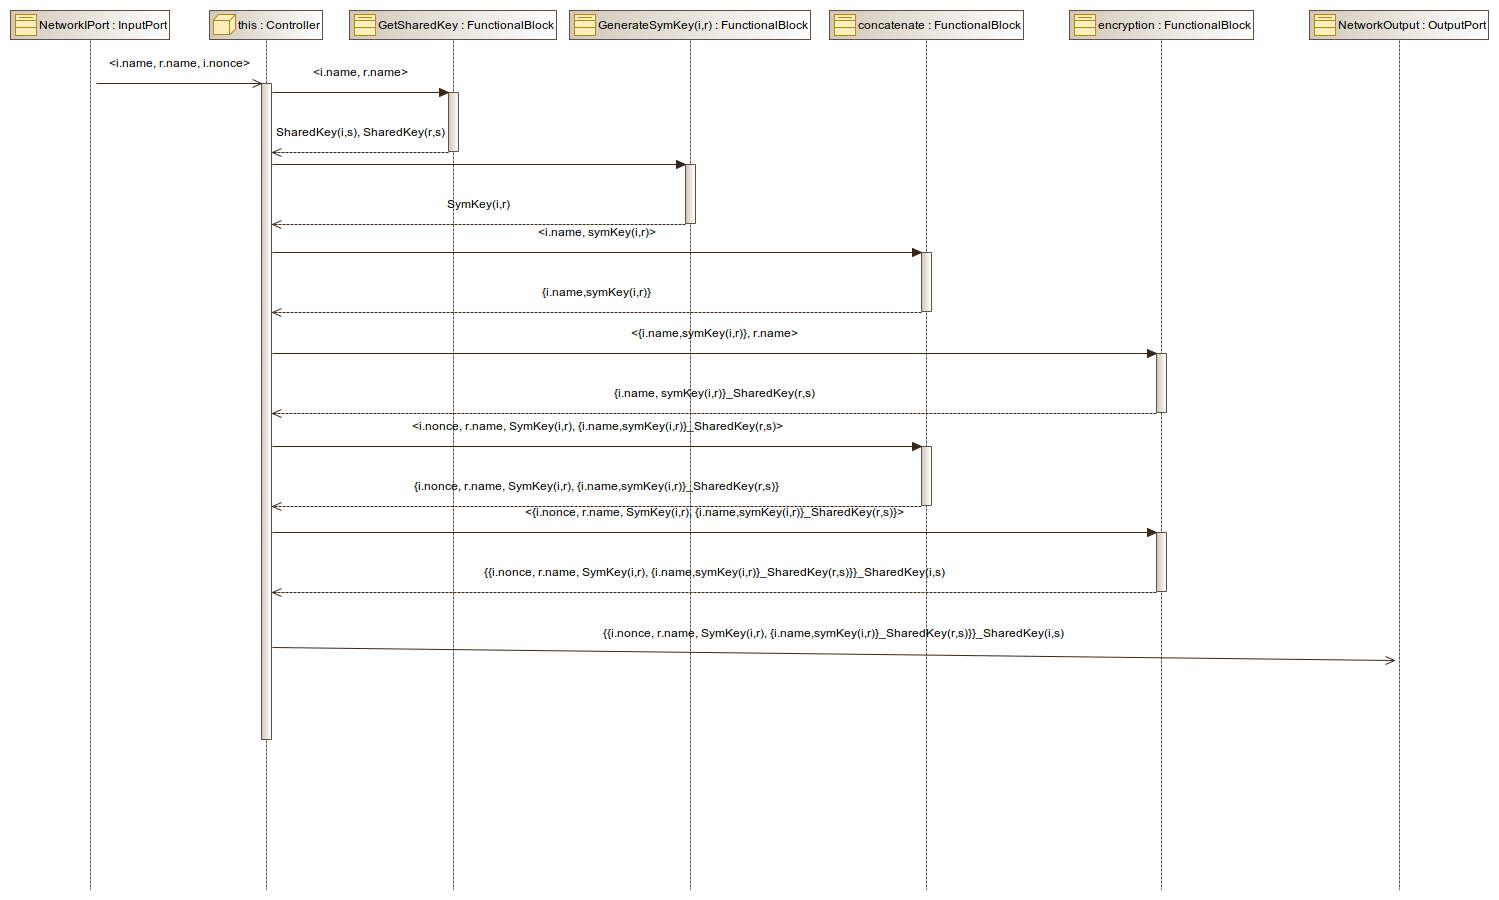 NetworkIPort : InputPort
this : Controller
GetSharedKey : FunctionalBlock
GenerateSymKey(i,r) : FunctionalBlock
concatenate : FunctionalBlock
encryption : FunctionalBlock
NetworkOutput : OutputPort
<i.name, r.name, i.nonce>
<i.name, r.name>
SharedKey(i,s), SharedKey(r,s)
SymKey(i,r)
<i.name, symKey(i,r)>
{i.name,symKey(i,r)}
<{i.name,symKey(i,r)}, r.name>
{i.name, symKey(i,r)}_SharedKey(r,s)
<i.nonce, r.name, SymKey(i,r), {i.name,symKey(i,r)}_SharedKey(r,s)>
{i.nonce, r.name, SymKey(i,r), {i.name,symKey(i,r)}_SharedKey(r,s)}
<{i.nonce, r.name, SymKey(i,r), {i.name,symKey(i,r)}_SharedKey(r,s)}>
{{i.nonce, r.name, SymKey(i,r), {i.name,symKey(i,r)}_SharedKey(r,s)}}_SharedKey(i,s)
{{i.nonce, r.name, SymKey(i,r), {i.name,symKey(i,r)}_SharedKey(r,s)}}_SharedKey(i,s)